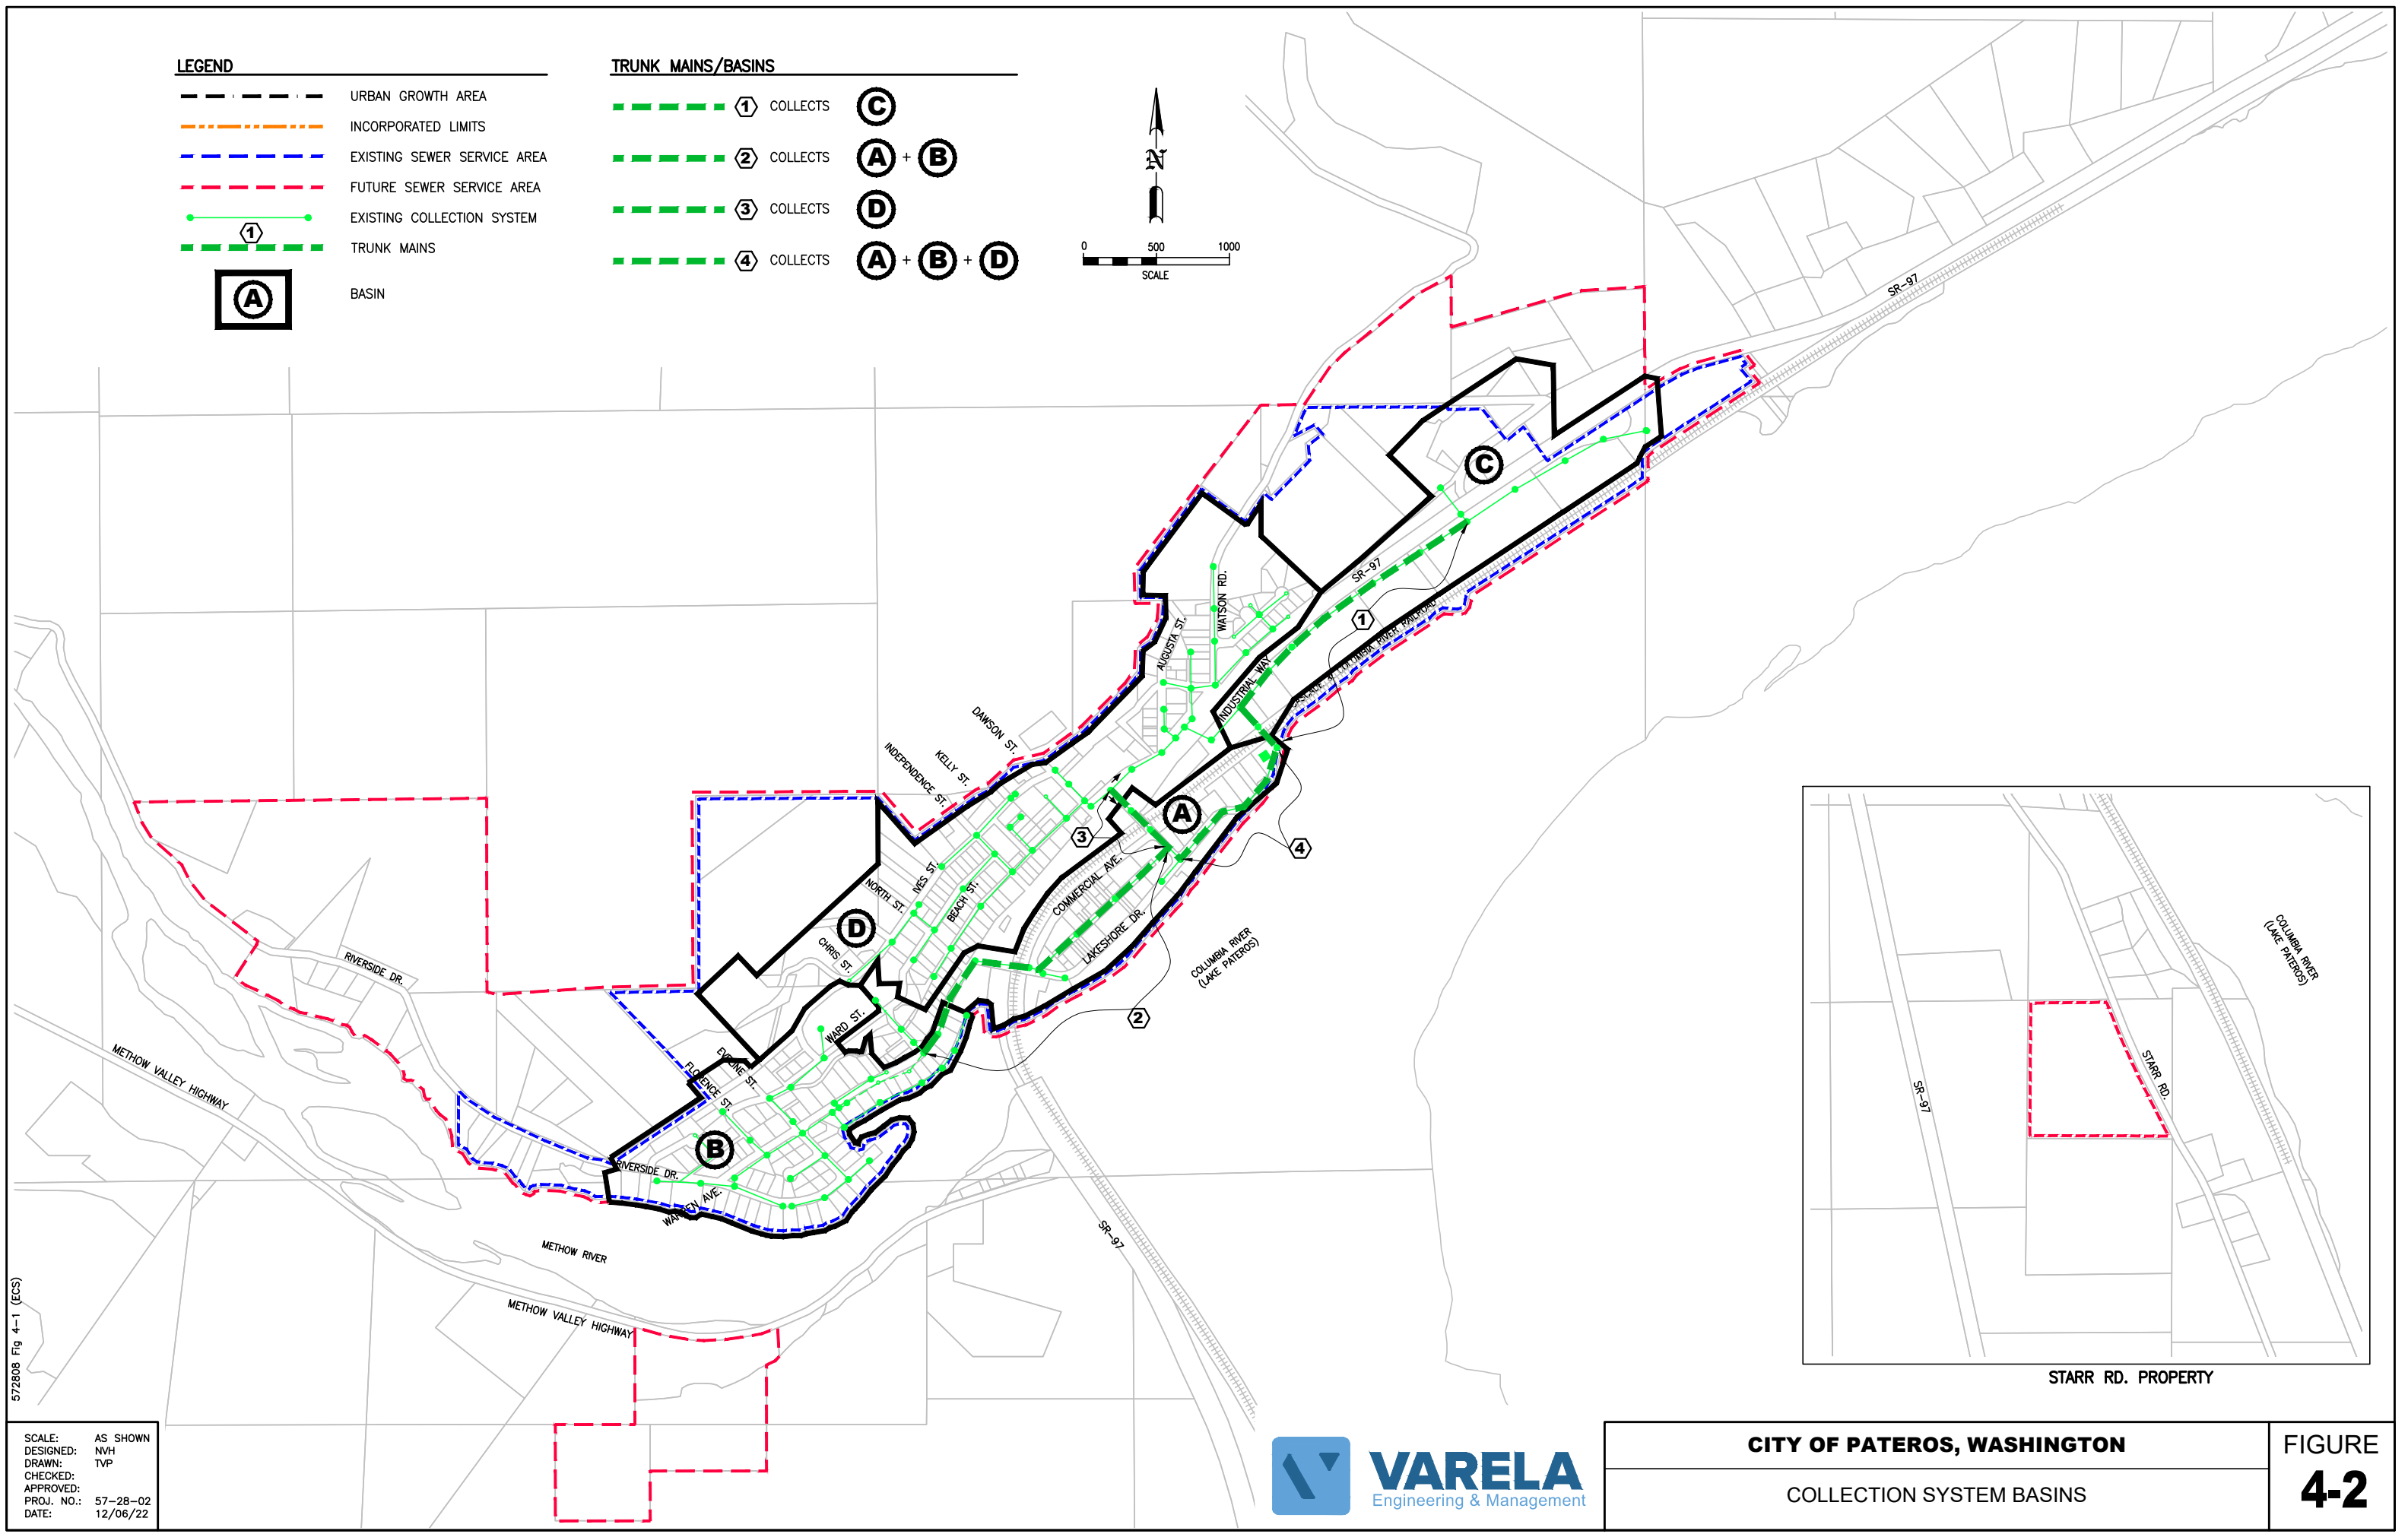 LEGEND
URBAN GROWTH AREA
INCORPORATED LIMITS
EXISTING SEWER SERVICE AREA
FUTURE SEWER SERVICE AREA
EXISTING COLLECTION SYSTEM
1
TRUNK MAINS
A
BASIN
TRUNK MAINS/BASINS
1 COLLECTS C
2 COLLECTS A + B
3 COLLECTS D
4 COLLECTS A + B + D
N
0 500 1000
SCALE
SR-97
C
SR-97
WATSON RD.
AUGUSTA ST.
1
CASCADE & COLUMBIA RIVER RAILROAD
INDUSTRIAL WAY
DAWSON ST.
KELLY ST.
INDEPENDENCE ST.
A
3
4
COMMERCIAL AVE.
IVES ST.
NORTH ST.
BEACH ST.
D
LAKESHORE DR.
CHRIS ST.
COLUMBIA RIVER
(LAKE PATEROS)
RIVERSIDE DR.
2
WARD ST.
EVELINE ST.
FLORENCE ST.
METHOW VALLEY HIGHWAY
B
RIVERSIDE DR.
WARREN AVE.
METHOW RIVER
SR-97
METHOW VALLEY HIGHWAY
COLUMBIA RIVER
(LAKE PATEROS)
STARR RD.
SR-97
STARR RD. PROPERTY
572808 Fig 4-1 (ECS)
SCALE: AS SHOWN
DESIGNED: NVH
DRAWN: TVP
CHECKED:
APPROVED:
PROJ. NO.: 57-28-02
DATE: 12/06/22
VARELA
Engineering & Management
CITY OF PATEROS, WASHINGTON
COLLECTION SYSTEM BASINS
FIGURE
4-2